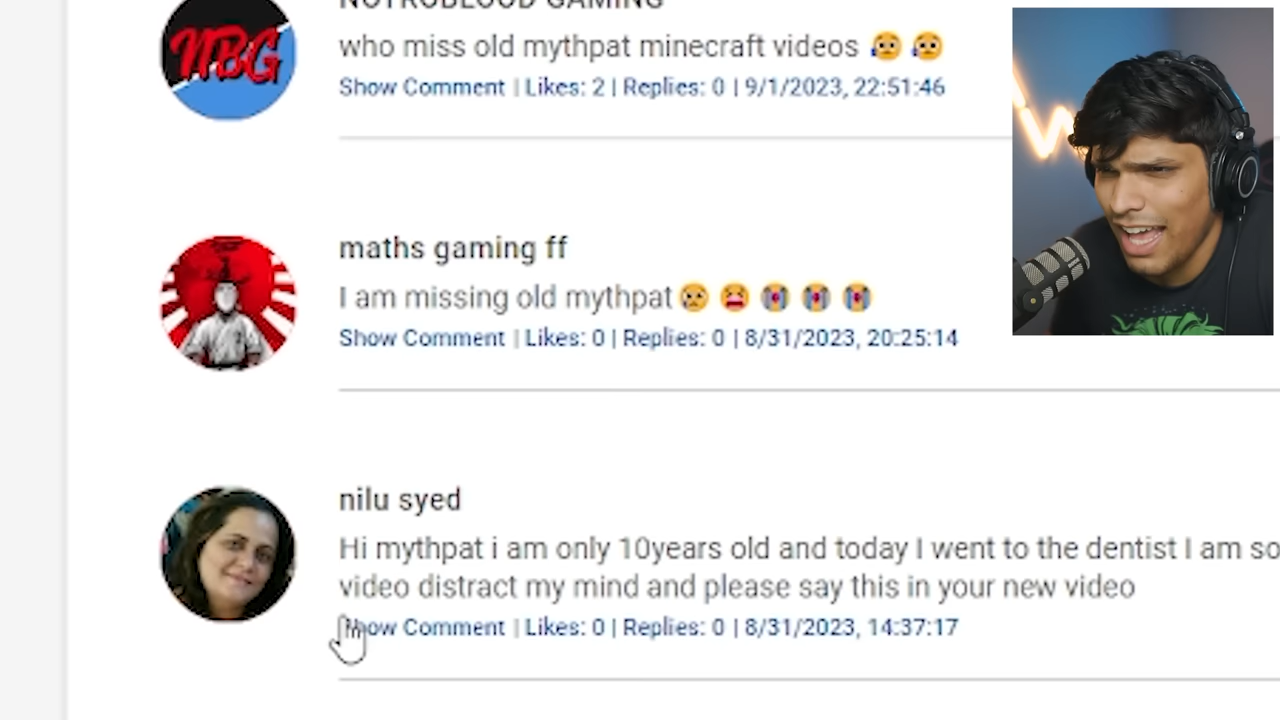 NOTROBLOOD GAMING
NBG
who miss old mythpat minecraft videos 😥 😥
Show Comment | Likes: 2 | Replies: 0 | 9/1/2023, 22:51:46
maths gaming ff
I am missing old mythpat 😢 😫 😭 😭 😭
Show Comment | Likes: 0 | Replies: 0 | 8/31/2023, 20:25:14
nilu syed
Hi mythpat i am only 10years old and today I went to the dentist I am so
video distract my mind and please say this in your new video
Show Comment | Likes: 0 | Replies: 0 | 8/31/2023, 14:37:17